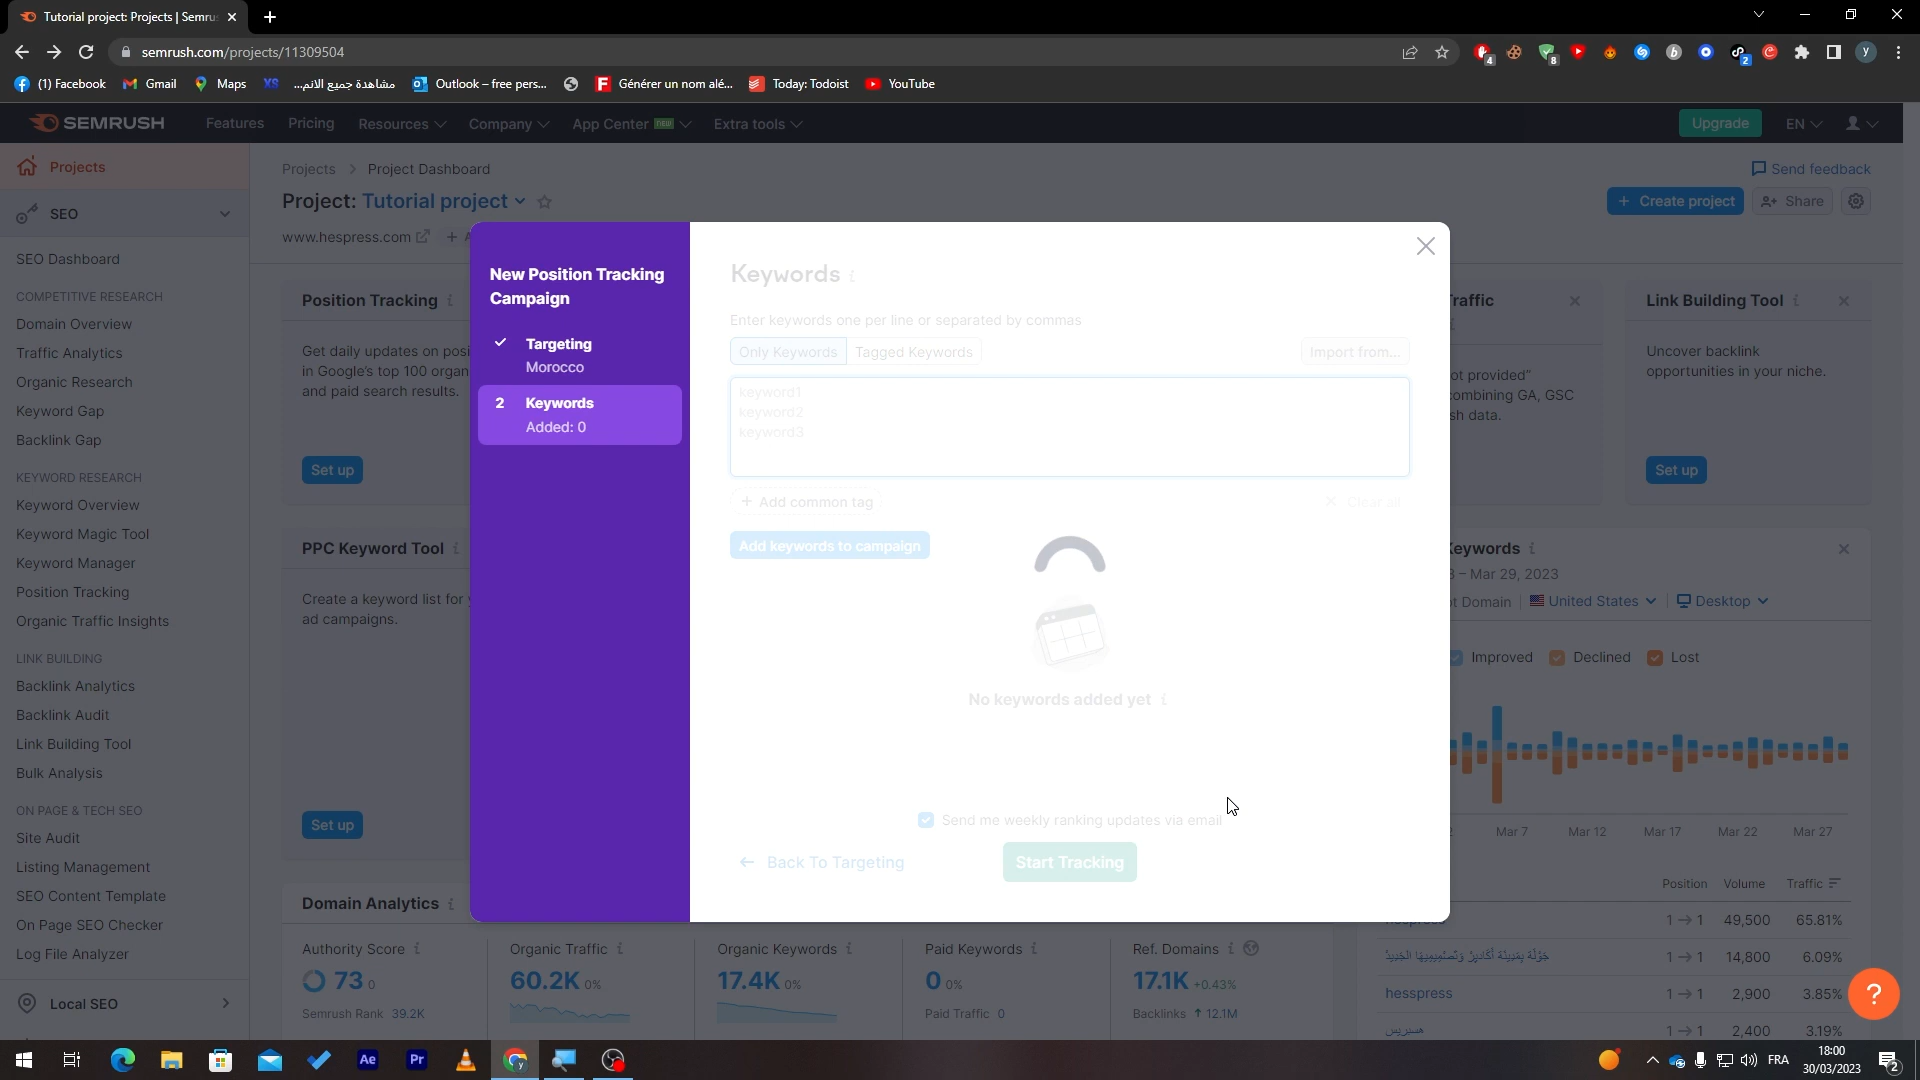 Tutorial project: Projects | Semru
semrush.com/projects/11309504
4
8
2
y
(1) Facebook
Gmail
Maps
مشاهدة جميع الانم...
Outlook – free pers...
Générer un nom alé...
Today: Todoist
YouTube
SEMRUSH
Features
Pricing
Resources
Company
App Center NEW
Extra tools
Upgrade
EN
Projects
SEO
SEO Dashboard
COMPETITIVE RESEARCH
Domain Overview
Traffic Analytics
Organic Research
Keyword Gap
Backlink Gap
KEYWORD RESEARCH
Keyword Overview
Keyword Magic Tool
Keyword Manager
Position Tracking
Organic Traffic Insights
LINK BUILDING
Backlink Analytics
Backlink Audit
Link Building Tool
Bulk Analysis
ON PAGE & TECH SEO
Site Audit
Listing Management
SEO Content Template
On Page SEO Checker
Log File Analyzer
Local SEO
Projects > Project Dashboard
Send feedback
Project: Tutorial project
+ Create project
Share
www.hespress.com
Position Tracking
Get daily updates on posi
in Google's top 100 organ
and paid search results.
Set up
PPC Keyword Tool
Create a keyword list for y
ad campaigns.
Set up
New Position Tracking
Campaign
Targeting
Morocco
2 Keywords
Added: 0
Keywords
Enter keywords one per line or separated by commas
Only Keywords
Tagged Keywords
Import from...
keyword1
keyword2
keyword3
+ Add common tag
Clear all
Add keywords to campaign
No keywords added yet
Send me weekly ranking updates via email
Back To Targeting
Start Tracking
Traffic
ot provided"
combining GA, GSC
sh data.
Link Building Tool
Uncover backlink
opportunities in your niche.
Set up
Keywords
3 – Mar 29, 2023
ot Domain
United States
Desktop
Improved
Declined
Lost
2
Mar 7
Mar 12
Mar 17
Mar 22
Mar 27
Position
Volume
Traffic
1 → 1 49,500 65.81%
1 → 1 14,800 6.09%
hesspress 1 → 1 2,900 3.85%
هسبريس 1 → 1 2,400 3.19%
Domain Analytics
Authority Score
73 0
Semrush Rank 39.2K
Organic Traffic
60.2K 0%
Organic Keywords
17.4K 0%
Paid Keywords
0 0%
Paid Traffic 0
Ref. Domains
17.1K +0.43%
Backlinks ↑ 12.1M
?
Ae
Pr
FRA
18:00
30/03/2023
2